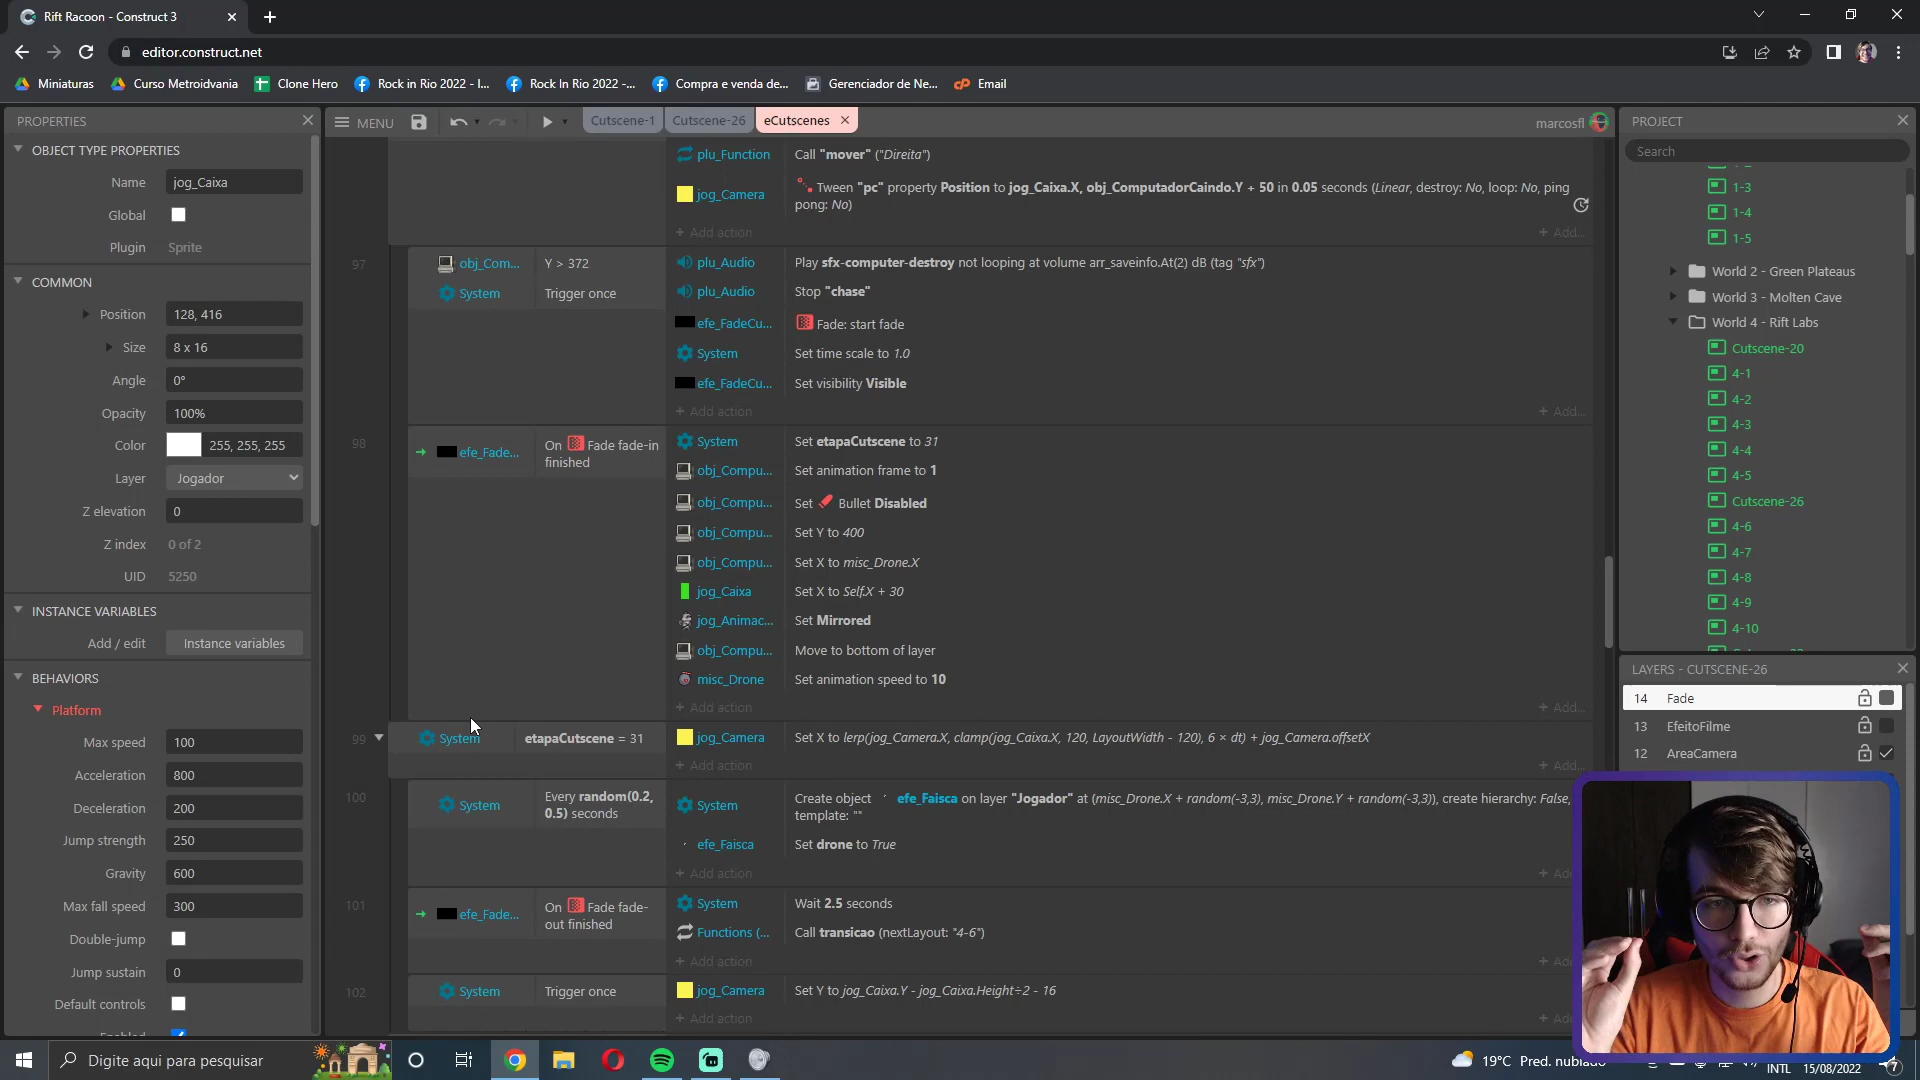 Rift Racoon - Construct 3
editor.construct.net
Miniaturas
Curso Metroidvania
Clone Hero
Rock in Rio 2022 - I...
Rock In Rio 2022 -...
Compra e venda de...
Gerenciador de Ne...
Email
PROPERTIES
OBJECT TYPE PROPERTIES
Name jog_Caixa
Global
Plugin Sprite
COMMON
Position 128, 416
Size 8 x 16
Angle 0°
Opacity 100%
Color 255, 255, 255
Layer Jogador
Z elevation 0
Z index 0 of 2
UID 5250
INSTANCE VARIABLES
Add / edit Instance variables
BEHAVIORS
Platform
Max speed 100
Acceleration 800
Deceleration 200
Jump strength 250
Gravity 600
Max fall speed 300
Double-jump
Jump sustain 0
Default controls
Enabled
MENU
Cutscene-1
Cutscene-26
eCutscenes
marcosfl
plu_Function Call "mover" ("Direita")
jog_Camera Tween "pc" property Position to jog_Caixa.X, obj_ComputadorCaindo.Y + 50 in 0.05 seconds (Linear, destroy: No, loop: No, ping
pong: No)
+ Add action + Add...
97 obj_Com... Y > 372 plu_Audio Play sfx-computer-destroy not looping at volume arr_saveinfo.At(2) dB (tag "sfx")
System Trigger once plu_Audio Stop "chase"
efe_FadeCu... Fade: start fade
System Set time scale to 1.0
efe_FadeCu... Set visibility Visible
+ Add action + Add...
98 efe_Fade... On Fade fade-in
finished
System Set etapaCutscene to 31
obj_Compu... Set animation frame to 1
obj_Compu... Set Bullet Disabled
obj_Compu... Set Y to 400
obj_Compu... Set X to misc_Drone.X
jog_Caixa Set X to Self.X + 30
jog_Animac... Set Mirrored
obj_Compu... Move to bottom of layer
misc_Drone Set animation speed to 10
+ Add action + Add...
99 System etapaCutscene = 31 jog_Camera Set X to lerp(jog_Camera.X, clamp(jog_Caixa.X, 120, LayoutWidth - 120), 6 × dt) + jog_Camera.offsetX
+ Add action + Add...
100 System Every random(0.2,
0.5) seconds
System Create object efe_Faisca on layer "Jogador" at (misc_Drone.X + random(-3,3), misc_Drone.Y + random(-3,3)), create hierarchy: False,
template: ""
efe_Faisca Set drone to True
+ Add action + Add
101 efe_Fade... On Fade fade-
out finished
System Wait 2.5 seconds
Functions (... Call transicao (nextLayout: "4-6")
+ Add action + Add
102 System Trigger once jog_Camera Set Y to jog_Caixa.Y - jog_Caixa.Height÷2 - 16
+ Add action + Add
PROJECT
Search
1-3
1-4
1-5
World 2 - Green Plateaus
World 3 - Molten Cave
World 4 - Rift Labs
Cutscene-20
4-1
4-2
4-3
4-4
4-5
Cutscene-26
4-6
4-7
4-8
4-9
4-10
LAYERS - CUTSCENE-26
14 Fade
13 EfeitoFilme
12 AreaCamera
Digite aqui para pesquisar
19°C Pred. nublado
INTL 15/08/2022
7